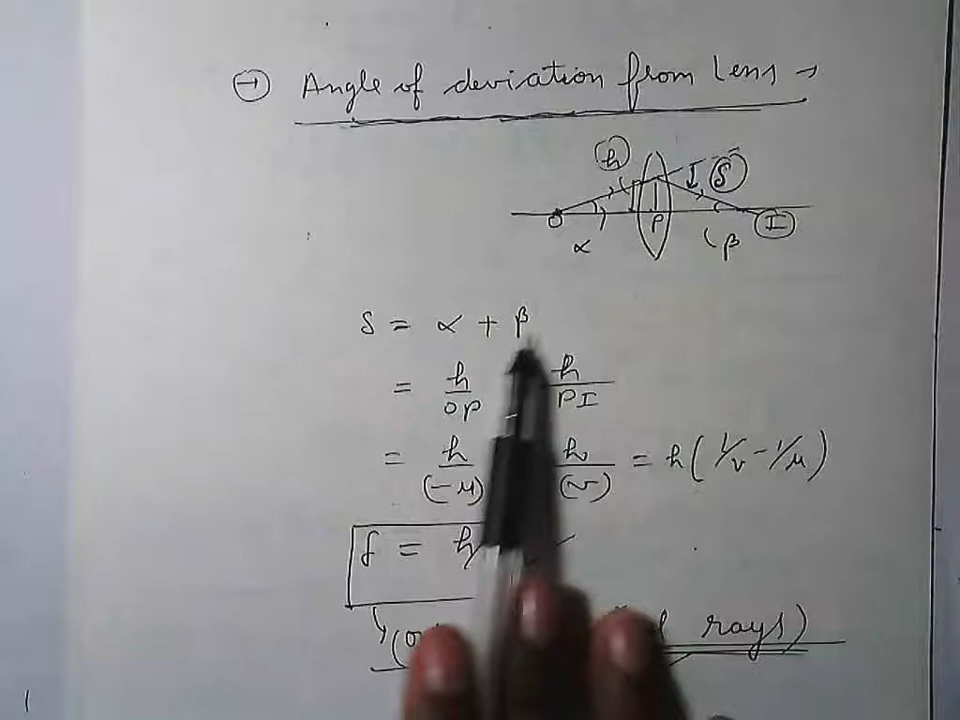 → Angle of deviation from Lens →
h δ
O P I
α β
δ = α + β
= h/OP h/PI
= h/(-u) h/(v) = h(1/v - 1/u)
δ = h
rays)